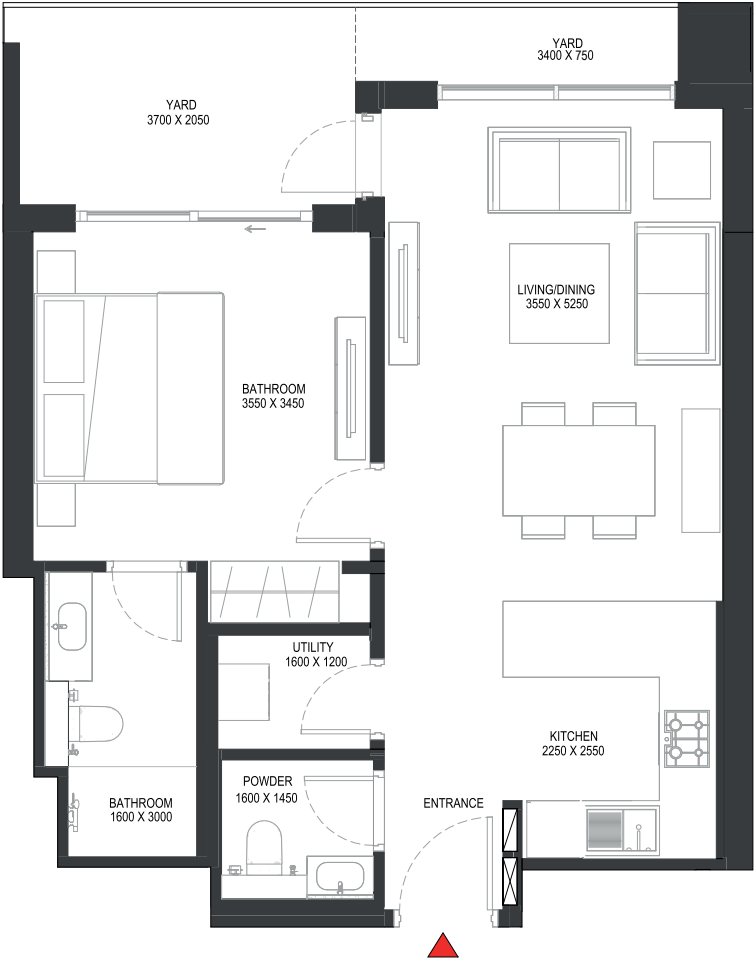 YARD
3400 X 750
YARD
3700 X 2050
LIVING/DINING
3550 X 5250
BATHROOM
3550 X 3450
UTILITY
1600 X 1200
KITCHEN
2250 X 2550
POWDER
1600 X 1450
BATHROOM
1600 X 3000
ENTRANCE